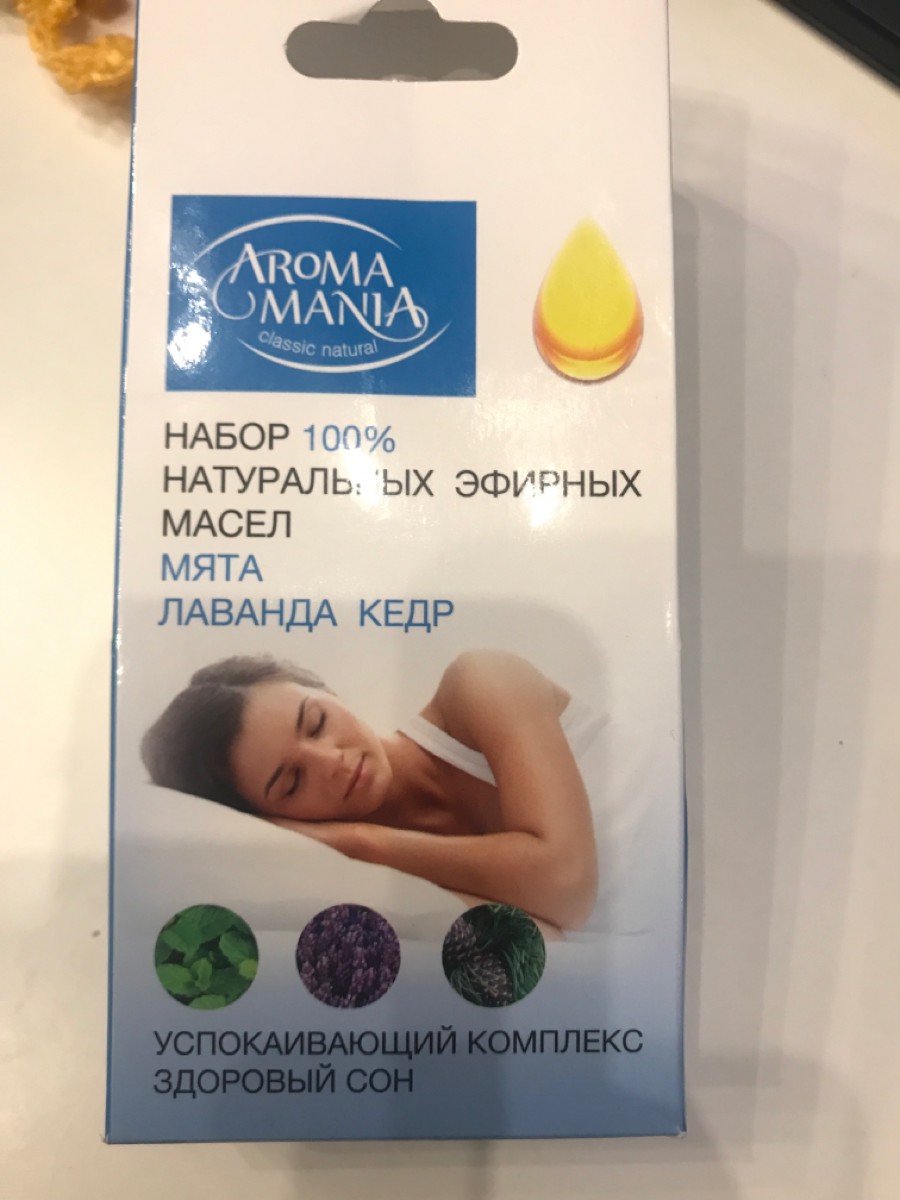 AROMA
MANIA
classic natural
НАБОР 100%
НАТУРАЛЬНЫХ ЭФИРНЫХ
МАСЕЛ
МЯТА
ЛАВАНДА КЕДР
УСПОКАИВАЮЩИЙ КОМПЛЕКС
ЗДОРОВЫЙ СОН